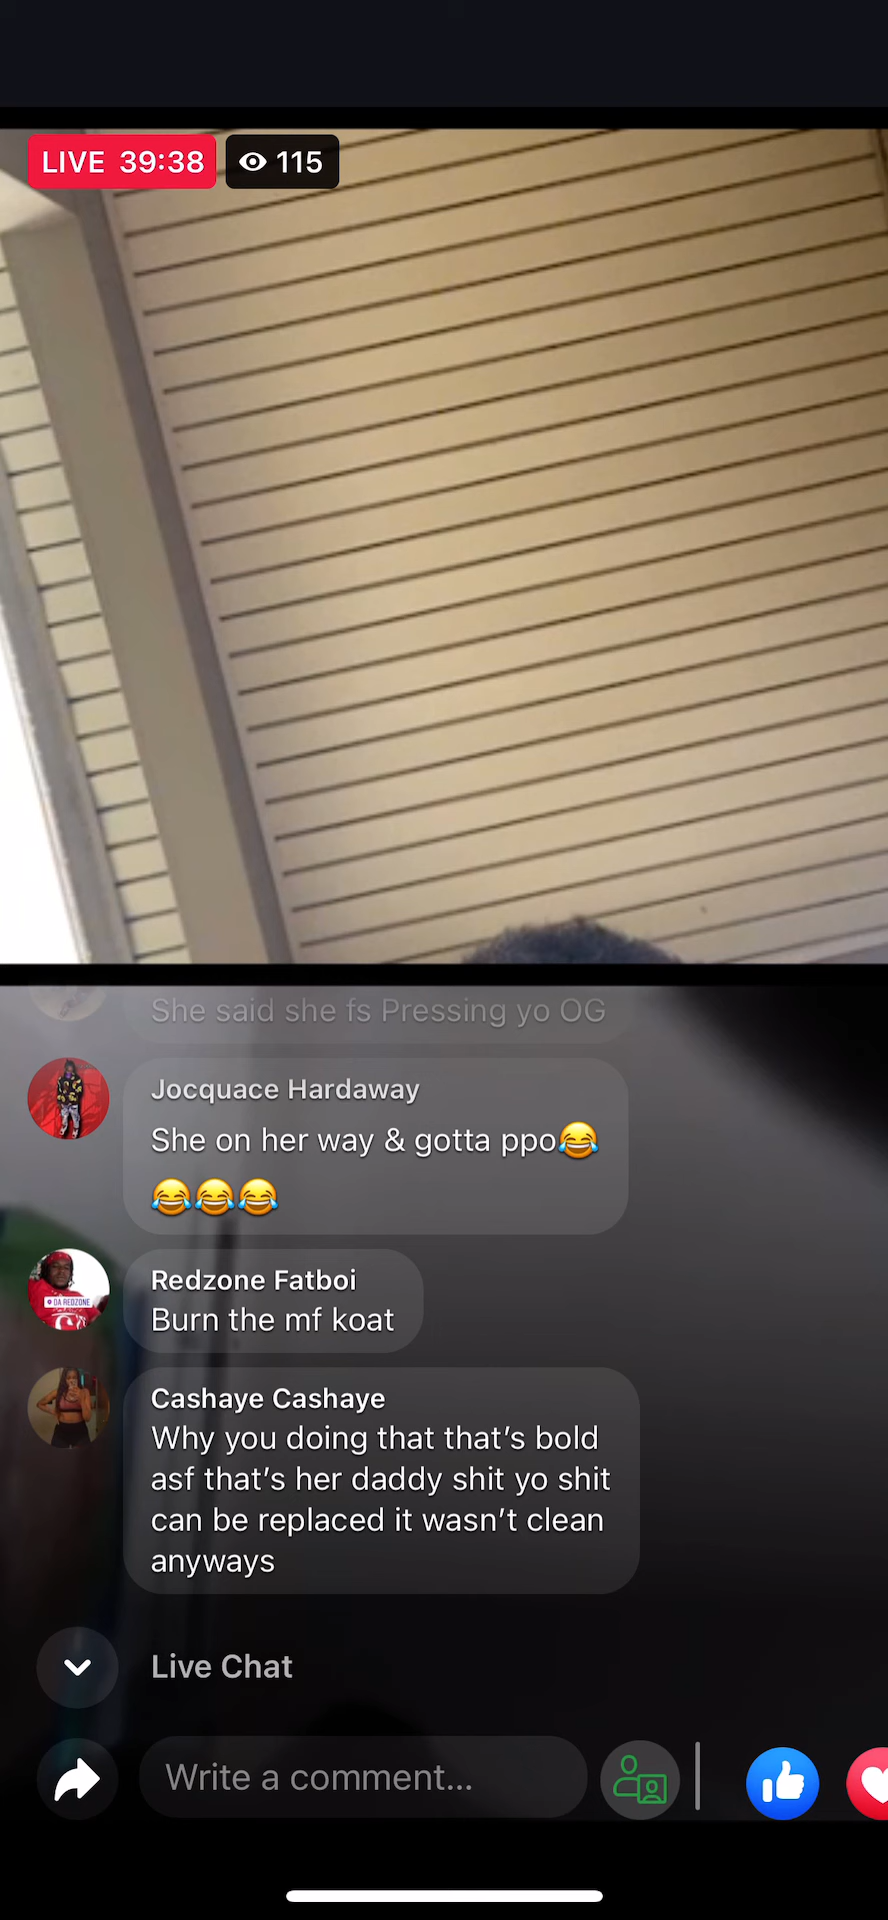 LIVE 39:38 115
She said she fs Pressing yo OG
Jocquace Hardaway
She on her way & gotta ppo😂
😂😂😂
Redzone Fatboi
DA REDZONE
Burn the mf koat
Cashaye Cashaye
Why you doing that that's bold
asf that's her daddy shit yo shit
can be replaced it wasn't clean
anyways
Live Chat
Write a comment...